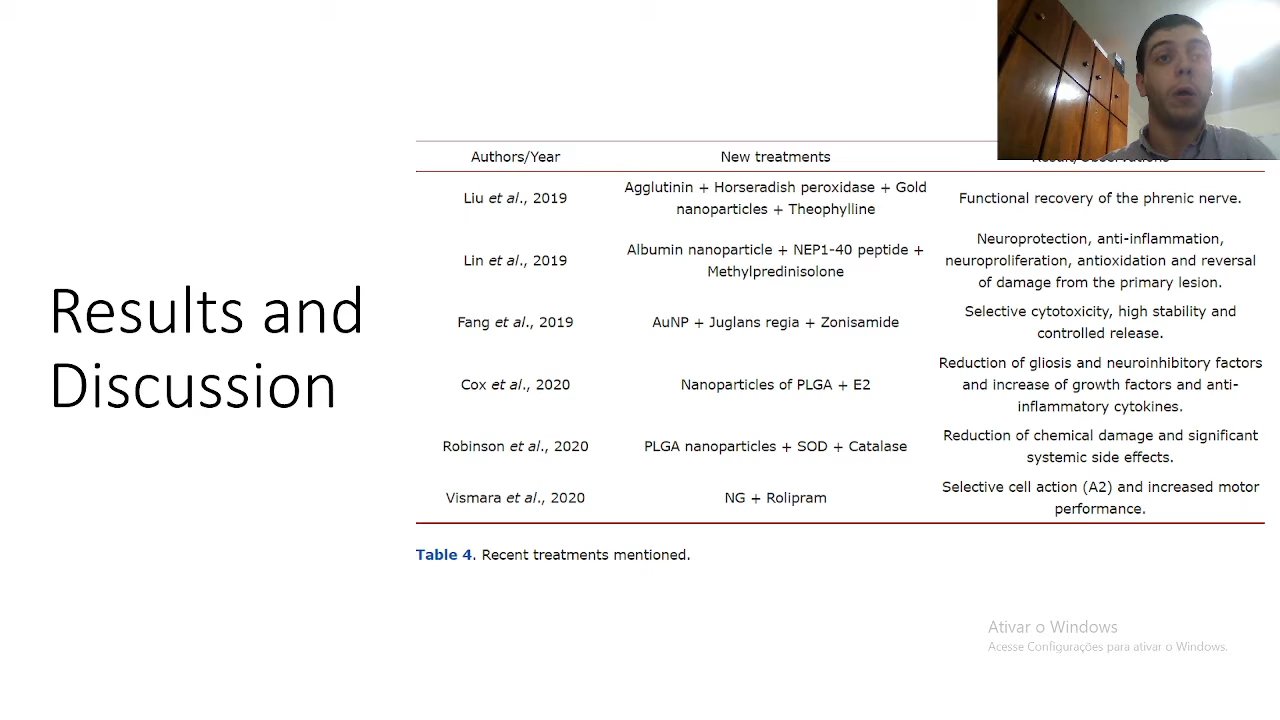 Results and
Discussion
Authors/Year New treatments Result/Observations
Liu et al., 2019
Agglutinin + Horseradish peroxidase + Gold
nanoparticles + Theophylline
Functional recovery of the phrenic nerve.
Lin et al., 2019
Albumin nanoparticle + NEP1-40 peptide +
Methylpredinisolone
Neuroprotection, anti-inflammation,
neuroproliferation, antioxidation and reversal
of damage from the primary lesion.
Fang et al., 2019
AuNP + Juglans regia + Zonisamide
Selective cytotoxicity, high stability and
controlled release.
Cox et al., 2020
Nanoparticles of PLGA + E2
Reduction of gliosis and neuroinhibitory factors
and increase of growth factors and anti-
inflammatory cytokines.
Robinson et al., 2020
PLGA nanoparticles + SOD + Catalase
Reduction of chemical damage and significant
systemic side effects.
Vismara et al., 2020
NG + Rolipram
Selective cell action (A2) and increased motor
performance.
Table 4. Recent treatments mentioned.
Ativar o Windows
Acesse Configurações para ativar o Windows.